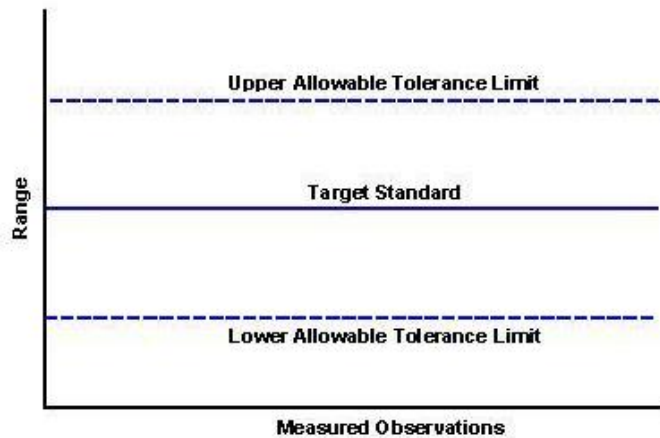 Upper Allowable Tolerance Limit
Target Standard
Range
Lower Allowable Tolerance Limit
Measured Observations